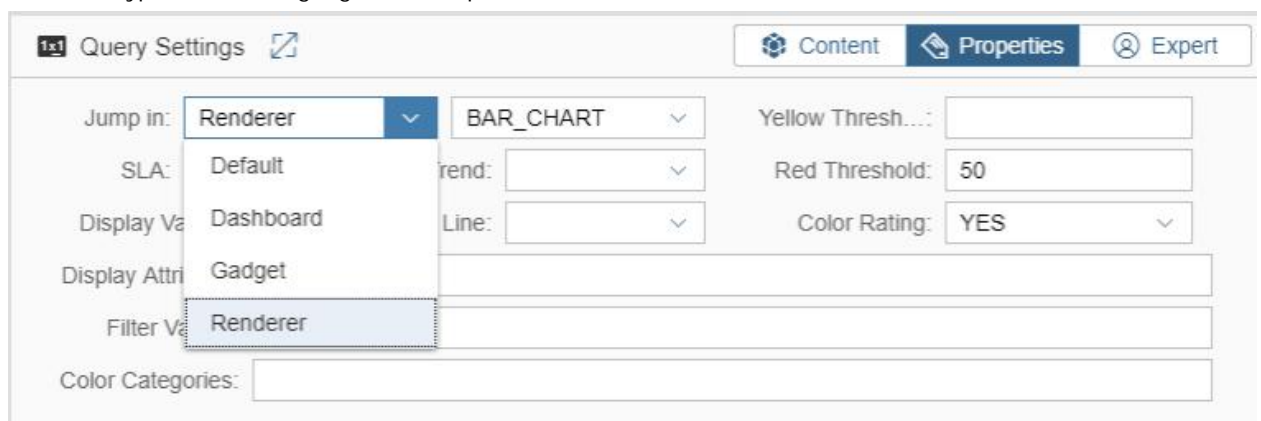 1x1 Query Settings Content Properties Expert
Jump in: Renderer BAR_CHART Yellow Thresh...:
SLA: Default rend: Red Threshold: 50
Display Va Dashboard Line: Color Rating: YES
Display Attri Gadget
Filter Va Renderer
Color Categories: